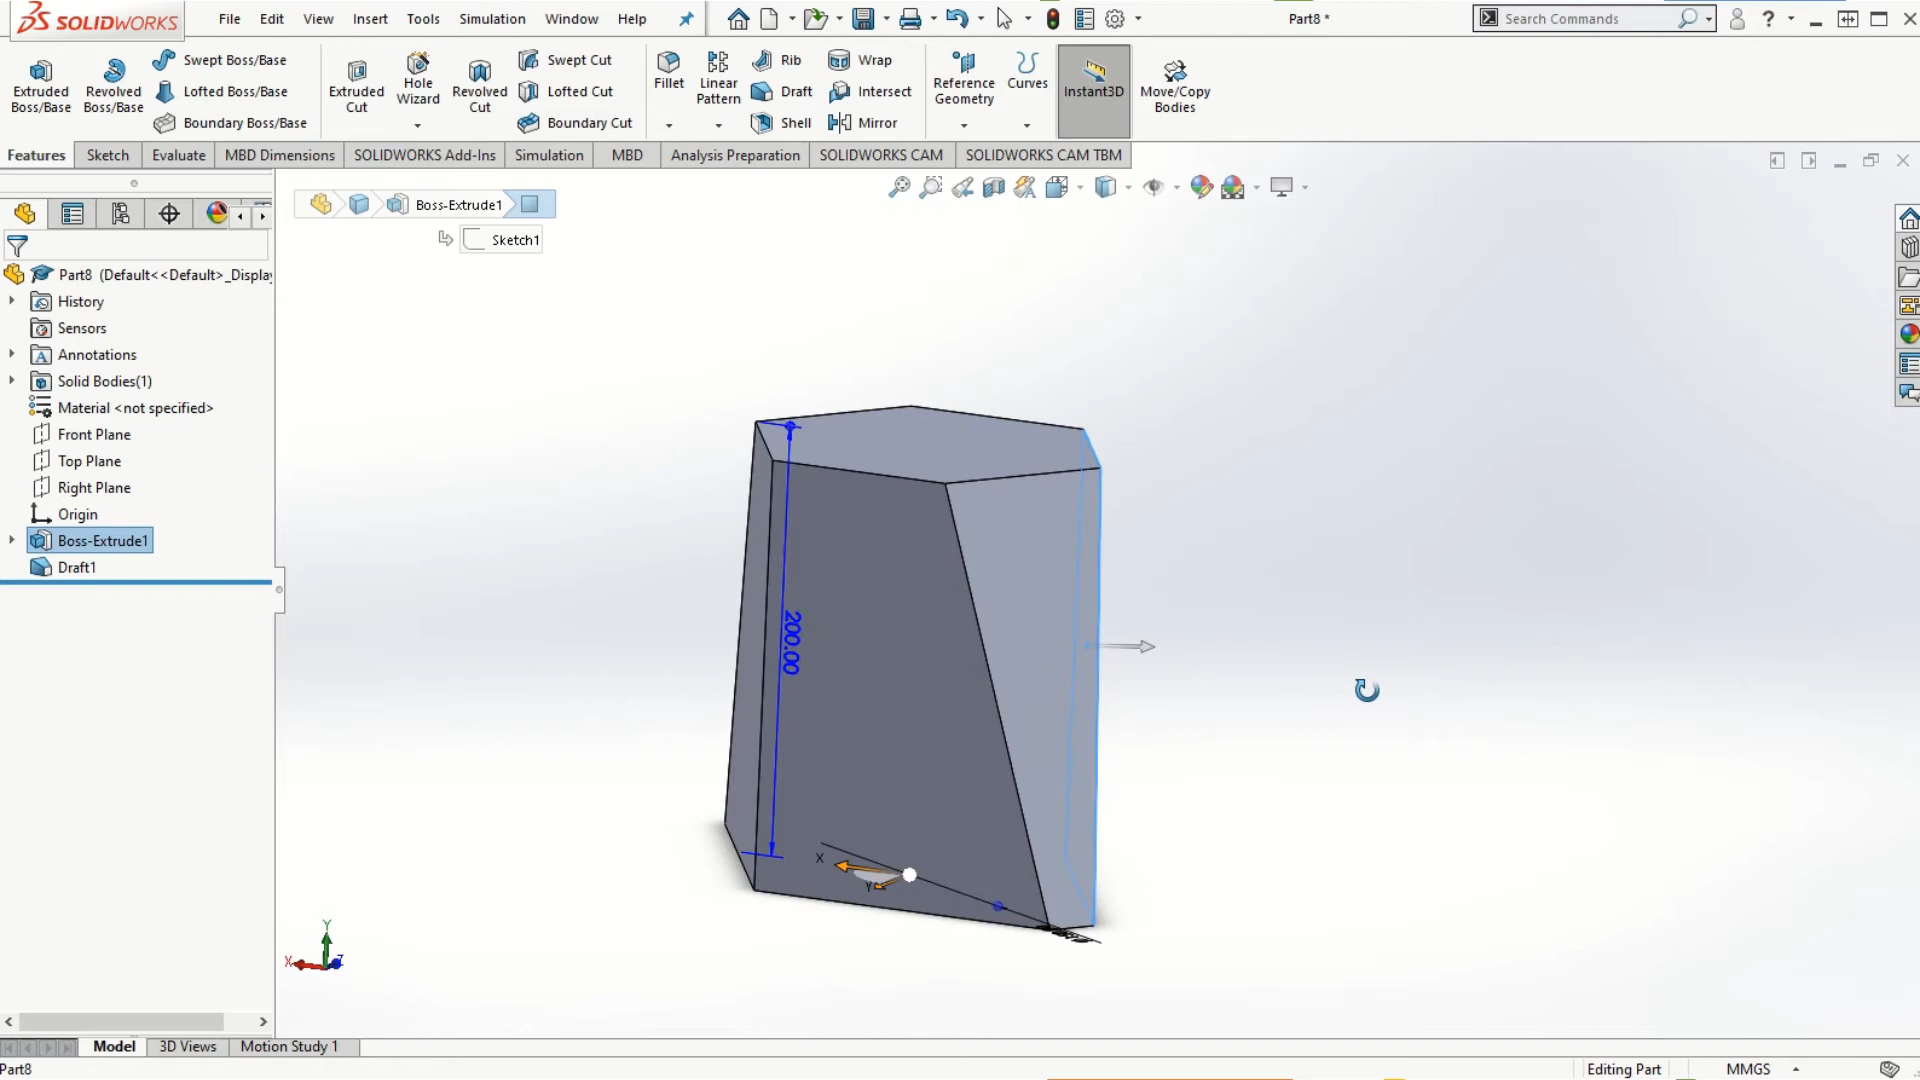 SOLIDWORKS
File Edit View Insert Tools Simulation Window Help
Part8 *
Search Commands
Extruded Boss/Base
Revolved Boss/Base
Swept Boss/Base
Lofted Boss/Base
Boundary Boss/Base
Extruded Cut
Hole Wizard
Revolved Cut
Swept Cut
Lofted Cut
Boundary Cut
Fillet
Linear Pattern
Rib
Draft
Shell
Wrap
Intersect
Mirror
Reference Geometry
Curves
Instant3D
Move/Copy Bodies
Features Sketch Evaluate MBD Dimensions SOLIDWORKS Add-Ins Simulation MBD Analysis Preparation SOLIDWORKS CAM SOLIDWORKS CAM TBM
Boss-Extrude1
Sketch1
Part8 (Default<<Default>_Displa
History
Sensors
Annotations
Solid Bodies(1)
Material <not specified>
Front Plane
Top Plane
Right Plane
Origin
Boss-Extrude1
Draft1
200.00
X
Y
Y
X
Z
Model 3D Views Motion Study 1
Part8
Editing Part
MMGS